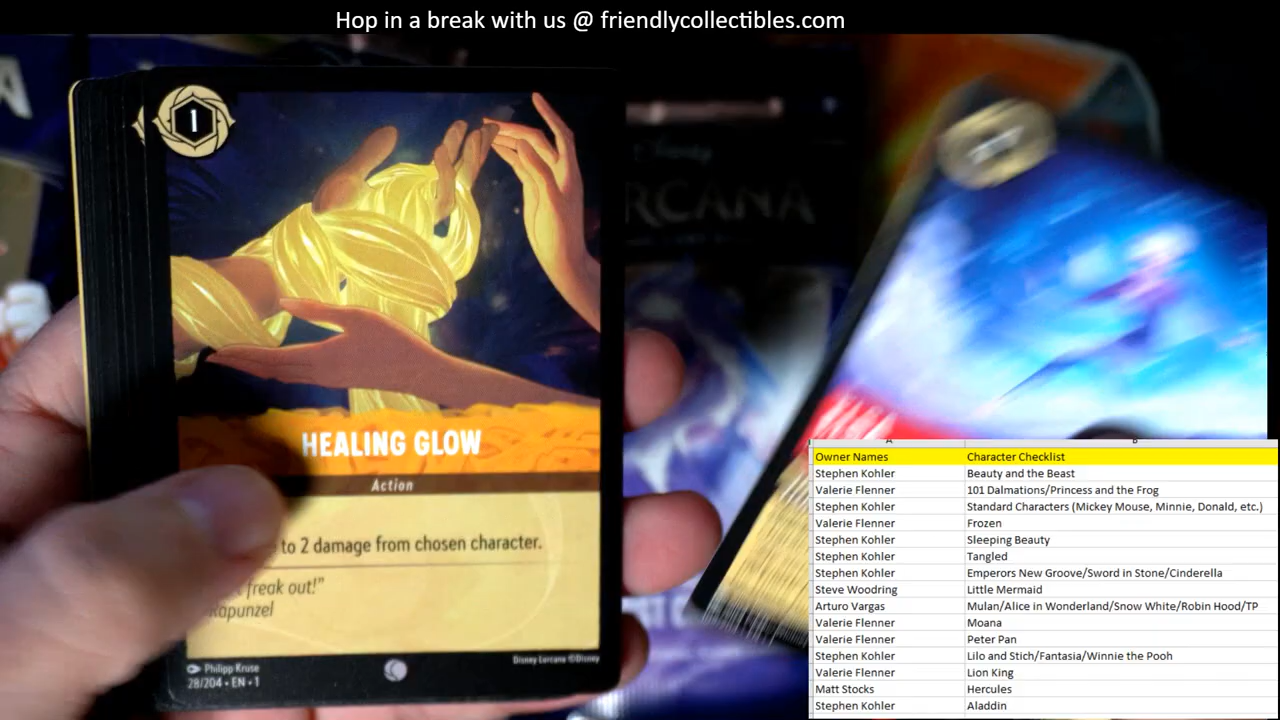 Hop in a break with us @ friendlycollectibles.com
1
HEALING GLOW
Action
to 2 damage from chosen character.
freak out!"
Rapunzel
Philipp Kruse
28/204 • EN • 1
Disney Lorcana ©Disney
Disney
RCANA
A B
Owner Names Character Checklist
Stephen Kohler Beauty and the Beast
Valerie Flenner 101 Dalmations/Princess and the Frog
Stephen Kohler Standard Characters (Mickey Mouse, Minnie, Donald, etc.)
Valerie Flenner Frozen
Stephen Kohler Sleeping Beauty
Stephen Kohler Tangled
Stephen Kohler Emperors New Groove/Sword in Stone/Cinderella
Steve Woodring Little Mermaid
Arturo Vargas Mulan/Alice in Wonderland/Snow White/Robin Hood/TP
Valerie Flenner Moana
Valerie Flenner Peter Pan
Stephen Kohler Lilo and Stich/Fantasia/Winnie the Pooh
Valerie Flenner Lion King
Matt Stocks Hercules
Stephen Kohler Aladdin